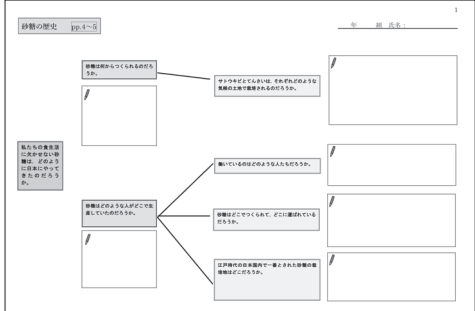 1
砂糖の歴史 pp.4～5
年 組 氏名：
砂糖は何からつくられるのだろ
うか。
サトウキビとてんさいは、それぞれどのような
気候の土地で栽培されるのだろうか。
私たちの食生活
に欠かせない砂
糖は、どのよう
に日本にやって
きたのだろう
か。
働いているのはどのような人たちだろうか。
砂糖はどのような人がどこで生
産していたのだろうか。
砂糖はどこでつくられて、どこに運ばれている
だろうか。
江戸時代の日本国内で一番とされた砂糖の栽
培地はどこだろうか。